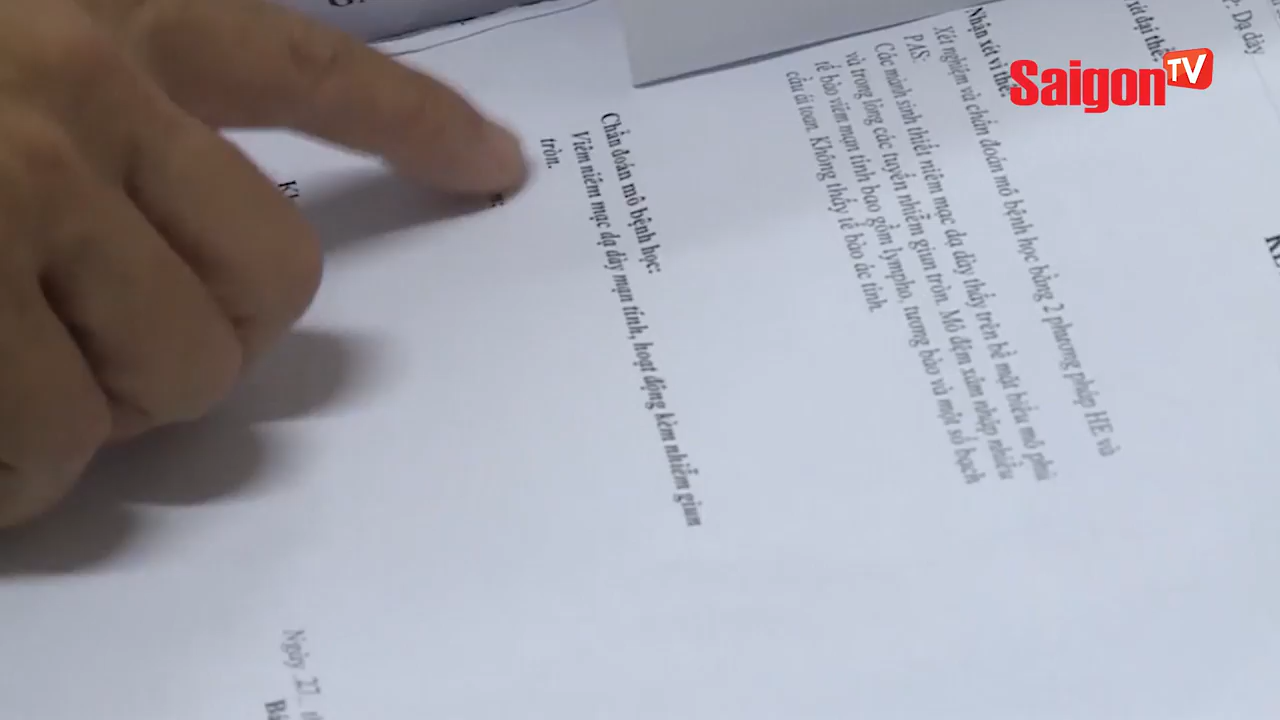 Saigon TV
Dạ dày
xét đại thể:
Nhận xét vi thể:
Xét nghiệm và chẩn đoán mô bệnh học bằng 2 phương pháp HE và
PAS:
Các mảnh sinh thiết niêm mạc dạ dày thấy trên bề mặt biểu mô phủ
và trong lòng các tuyến nhiễm giun tròn. Mô đệm xâm nhập nhiều
tế bào viêm mạn tính bao gồm lympho, tương bào và một số bạch
cầu ái toan. Không thấy tế bào ác tính.
Chẩn đoán mô bệnh học:
Viêm niêm mạc dạ dày mạn tính, hoạt động kèm nhiễm giun
tròn.
Ngày 27